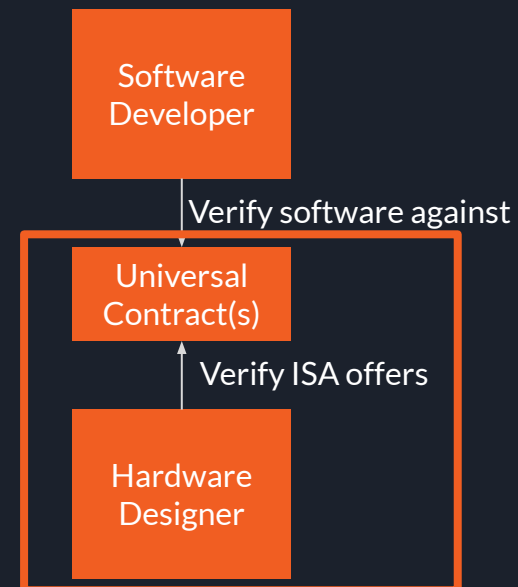 Software
Developer
Verify software against
Universal
Contract(s)
Verify ISA offers
Hardware
Designer